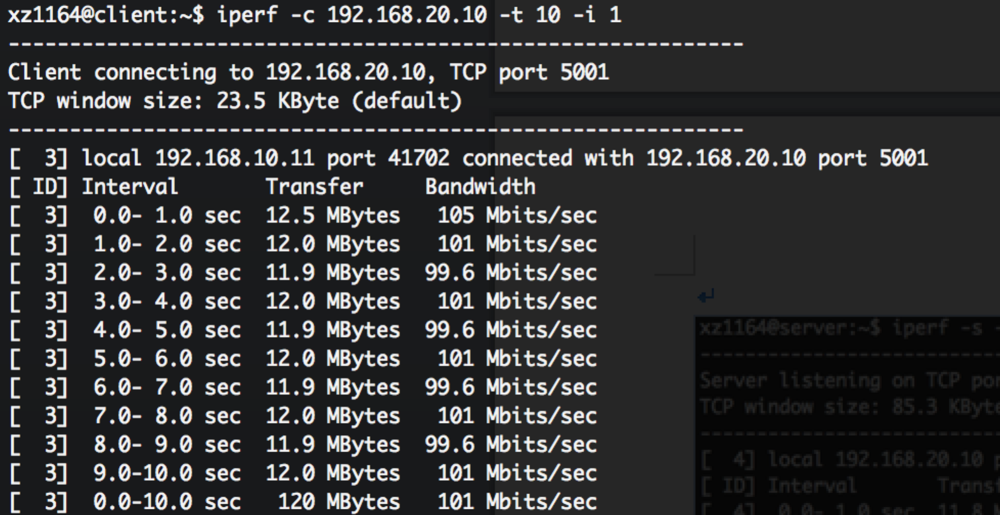 xz1164@client:~$ iperf -c 192.168.20.10 -t 10 -i 1
------------------------------------------------------------
Client connecting to 192.168.20.10, TCP port 5001
TCP window size: 23.5 KByte (default)
------------------------------------------------------------
[  3] local 192.168.10.11 port 41702 connected with 192.168.20.10 port 5001
[ ID] Interval       Transfer     Bandwidth
[  3]  0.0- 1.0 sec  12.5 MBytes   105 Mbits/sec
[  3]  1.0- 2.0 sec  12.0 MBytes   101 Mbits/sec
[  3]  2.0- 3.0 sec  11.9 MBytes  99.6 Mbits/sec
[  3]  3.0- 4.0 sec  12.0 MBytes   101 Mbits/sec
[  3]  4.0- 5.0 sec  11.9 MBytes  99.6 Mbits/sec
[  3]  5.0- 6.0 sec  12.0 MBytes   101 Mbits/sec
[  3]  6.0- 7.0 sec  11.9 MBytes  99.6 Mbits/sec
[  3]  7.0- 8.0 sec  12.0 MBytes   101 Mbits/sec
[  3]  8.0- 9.0 sec  11.9 MBytes  99.6 Mbits/sec
[  3]  9.0-10.0 sec  12.0 MBytes   101 Mbits/sec
[  3]  0.0-10.0 sec   120 MBytes   101 Mbits/sec
xz1164@server:~$ iperf -s
Server listening on TCP
TCP window size: 85.3 KByte
[  4] local 192.168.20.10
[ ID] Interval
[  4]  0.0- 1.0 sec  11.8